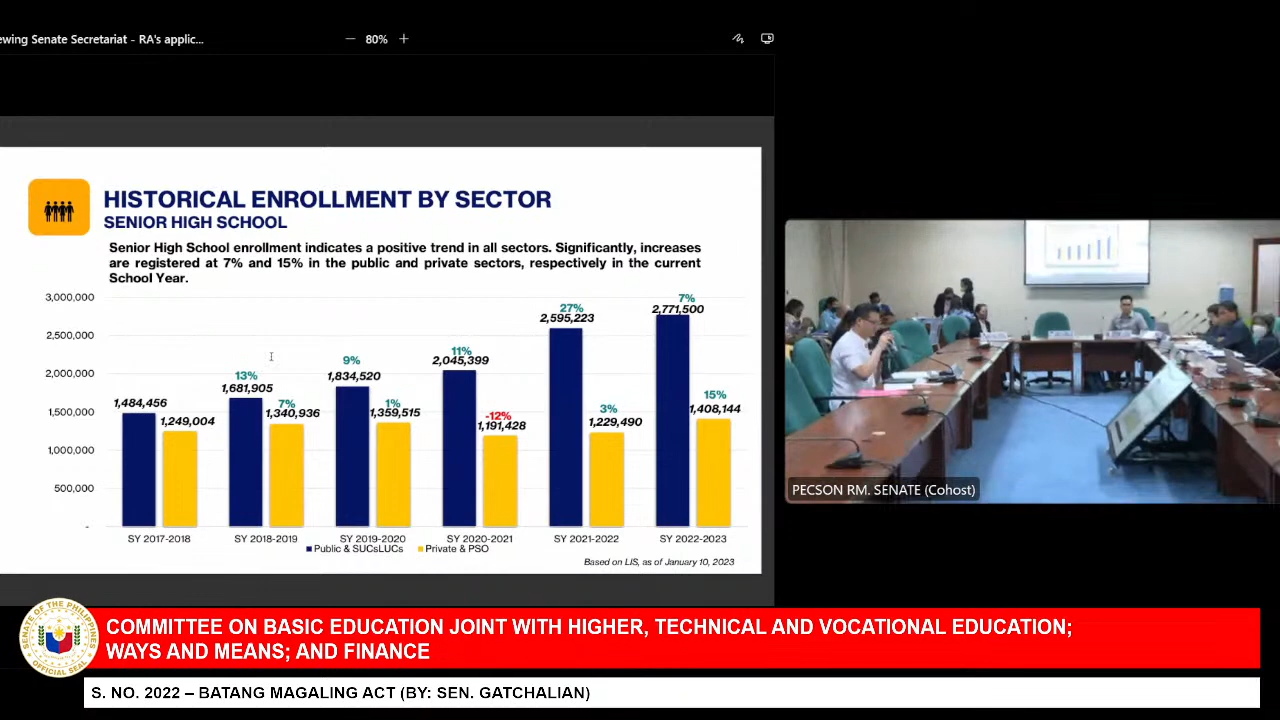 ewing Senate Secretariat - RA's applic...
80%
HISTORICAL ENROLLMENT BY SECTOR
SENIOR HIGH SCHOOL
Senior High School enrollment indicates a positive trend in all sectors. Significantly, increases
are registered at 7% and 15% in the public and private sectors, respectively in the current
School Year.
3,000,000
2,500,000
2,000,000
1,500,000
1,000,000
500,000
-
1,484,456
1,249,004
13%
1,681,905
7%
1,340,936
9%
1,834,520
1%
1,359,515
11%
2,045,399
-12%
1,191,428
27%
2,595,223
3%
1,229,490
7%
2,771,500
15%
1,408,144
SY 2017-2018
SY 2018-2019
SY 2019-2020
SY 2020-2021
SY 2021-2022
SY 2022-2023
Public & SUCsLUCs
Private & PSO
Based on LIS, as of January 10, 2023
PECSON RM. SENATE (Cohost)
SENATE OF THE PHILIPPINES
OFFICIAL SEAL
COMMITTEE ON BASIC EDUCATION JOINT WITH HIGHER, TECHNICAL AND VOCATIONAL EDUCATION;
WAYS AND MEANS; AND FINANCE
S. NO. 2022 – BATANG MAGALING ACT (BY: SEN. GATCHALIAN)